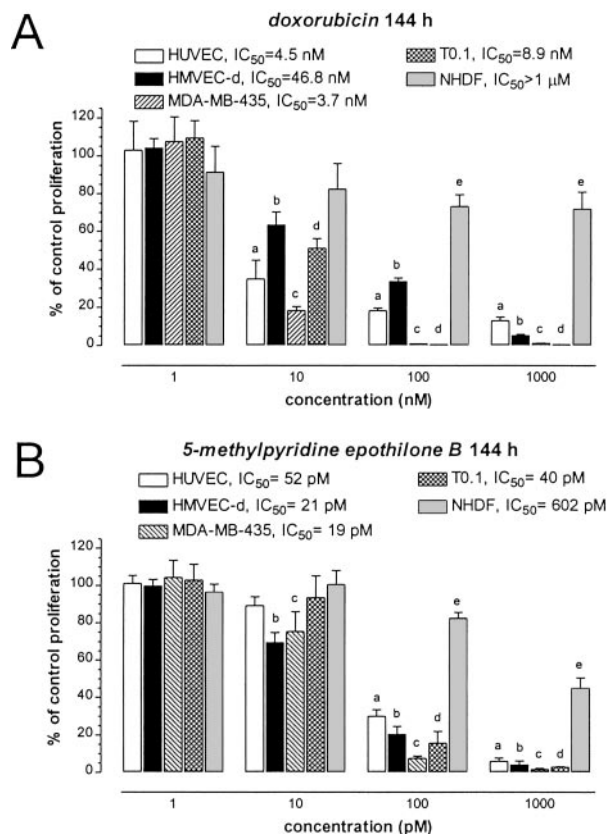 A
doxorubicin 144 h
HUVEC, IC50=4.5 nM
T0.1, IC50=8.9 nM
HMVEC-d, IC50=46.8 nM
NHDF, IC50>1 μM
MDA-MB-435, IC50=3.7 nM
% of control proliferation
120
100
80
60
40
20
0
a b c d
a b c d e
a b c d e
1 10 100 1000
concentration (nM)
B
5-methylpyridine epothilone B 144 h
HUVEC, IC50= 52 pM
T0.1, IC50= 40 pM
HMVEC-d, IC50= 21 pM
NHDF, IC50= 602 pM
MDA-MB-435, IC50= 19 pM
% of control proliferation
120
100
80
60
40
20
0
b c
a b c d e
a b c d e
1 10 100 1000
concentration (pM)